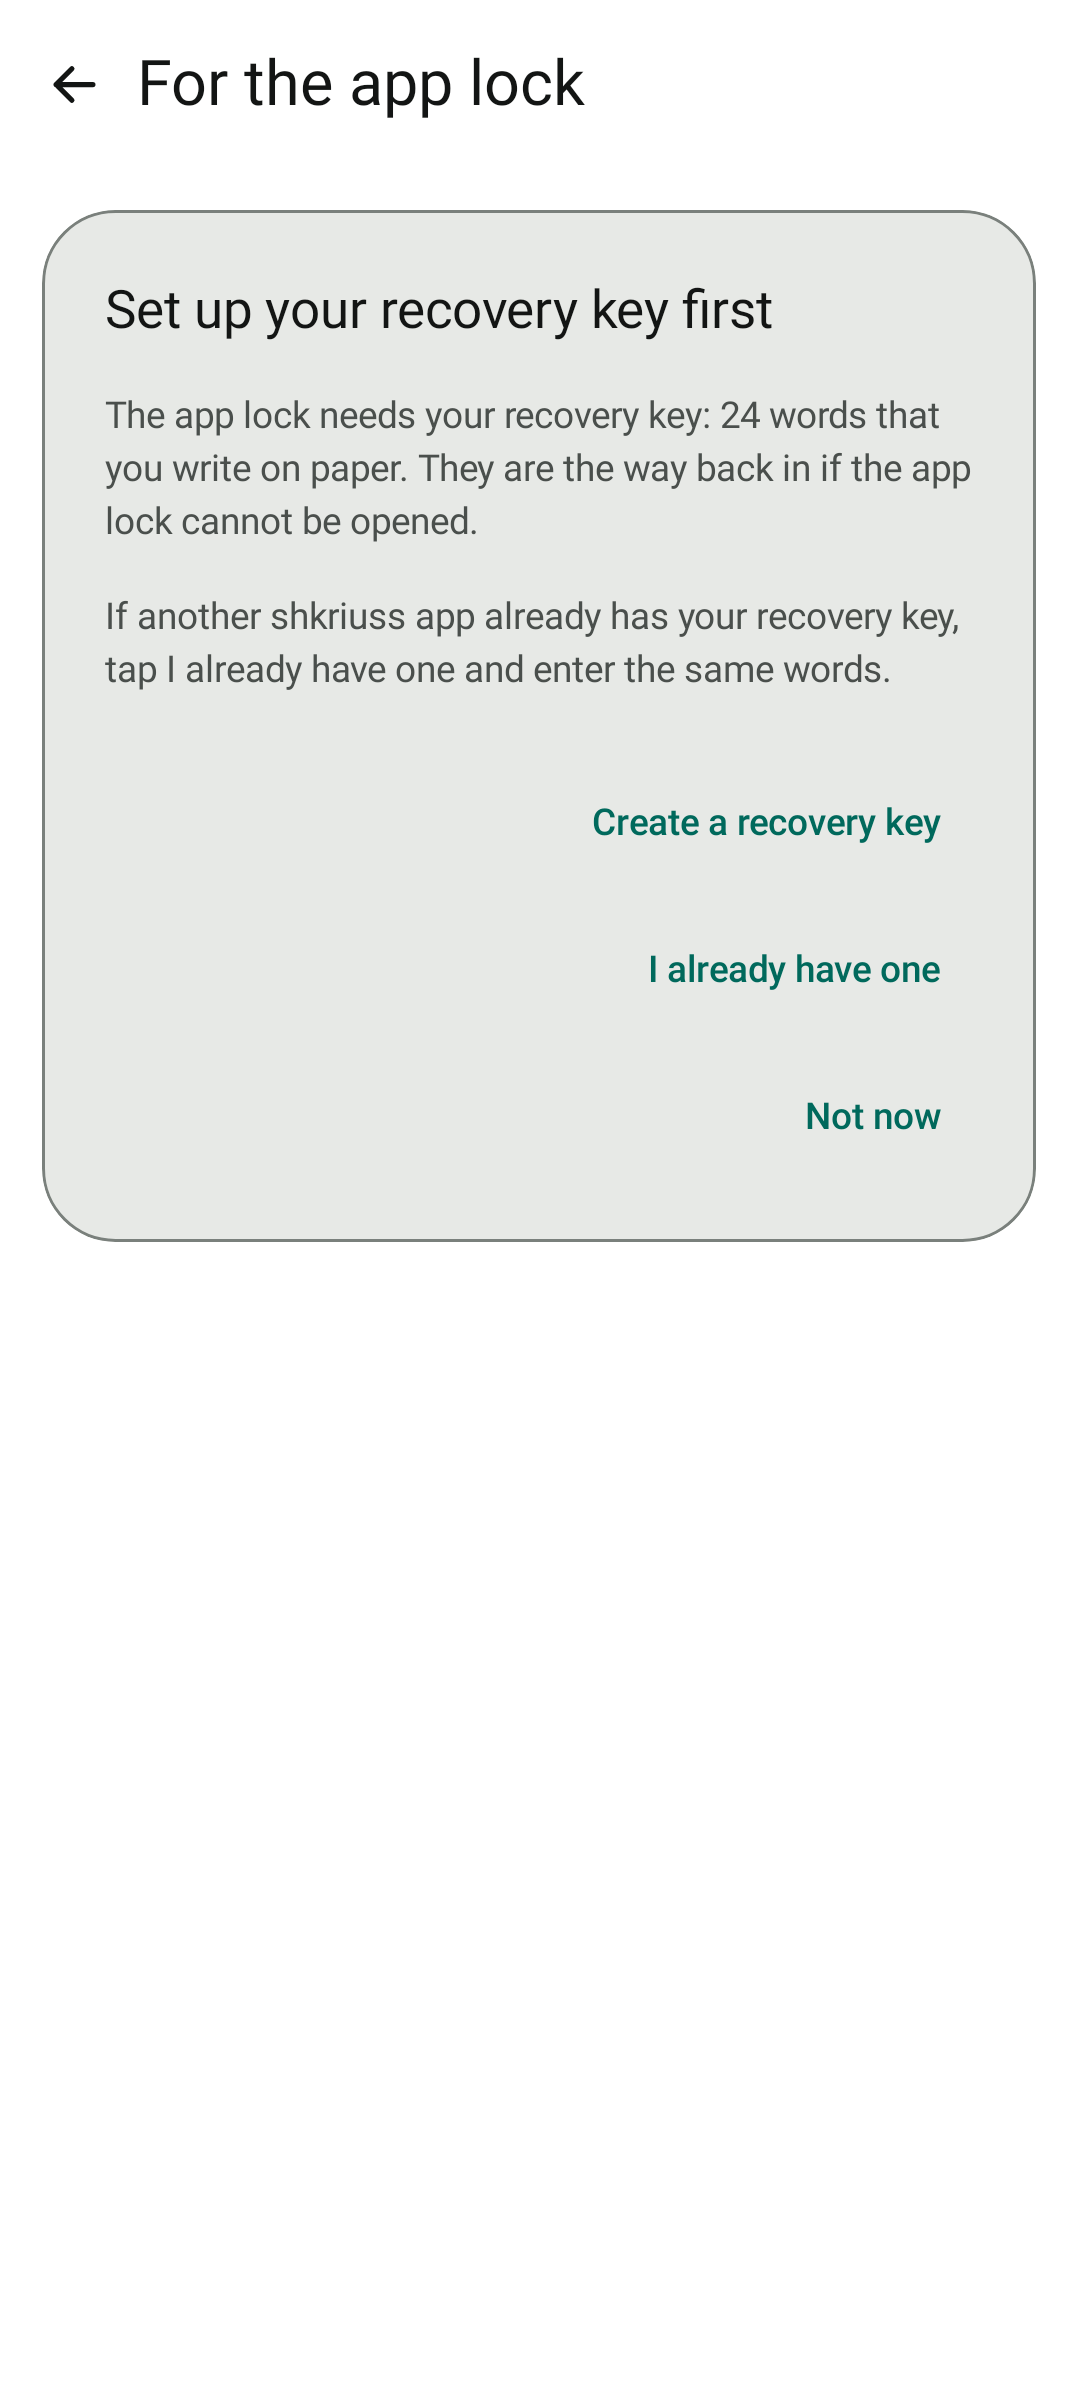 For the app lock
Set up your recovery key first
The app lock needs your recovery key: 24 words that
you write on paper. They are the way back in if the app
lock cannot be opened.
If another shkriuss app already has your recovery key,
tap I already have one and enter the same words.
Create a recovery key
I already have one
Not now